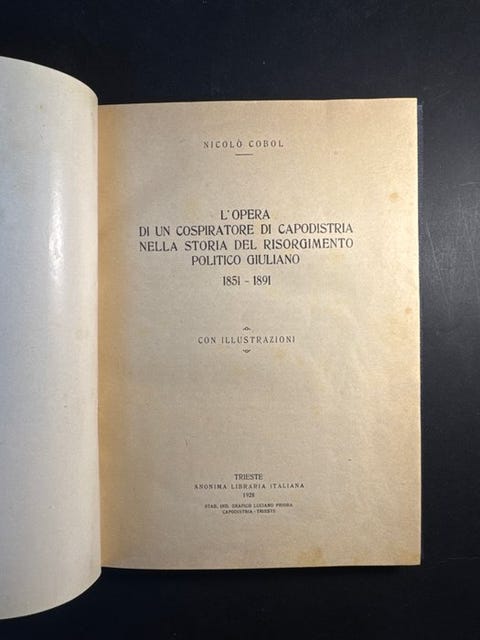 NICOLÒ COBOL
L'OPERA
DI UN COSPIRATORE DI CAPODISTRIA
NELLA STORIA DEL RISORGIMENTO
POLITICO GIULIANO
1851 - 1891
CON ILLUSTRAZIONI
TRIESTE
ANONIMA LIBRARIA ITALIANA
1928
STAB. IND. GRAFICO LUCIANO PRIORA
CAPODISTRIA - TRIESTE